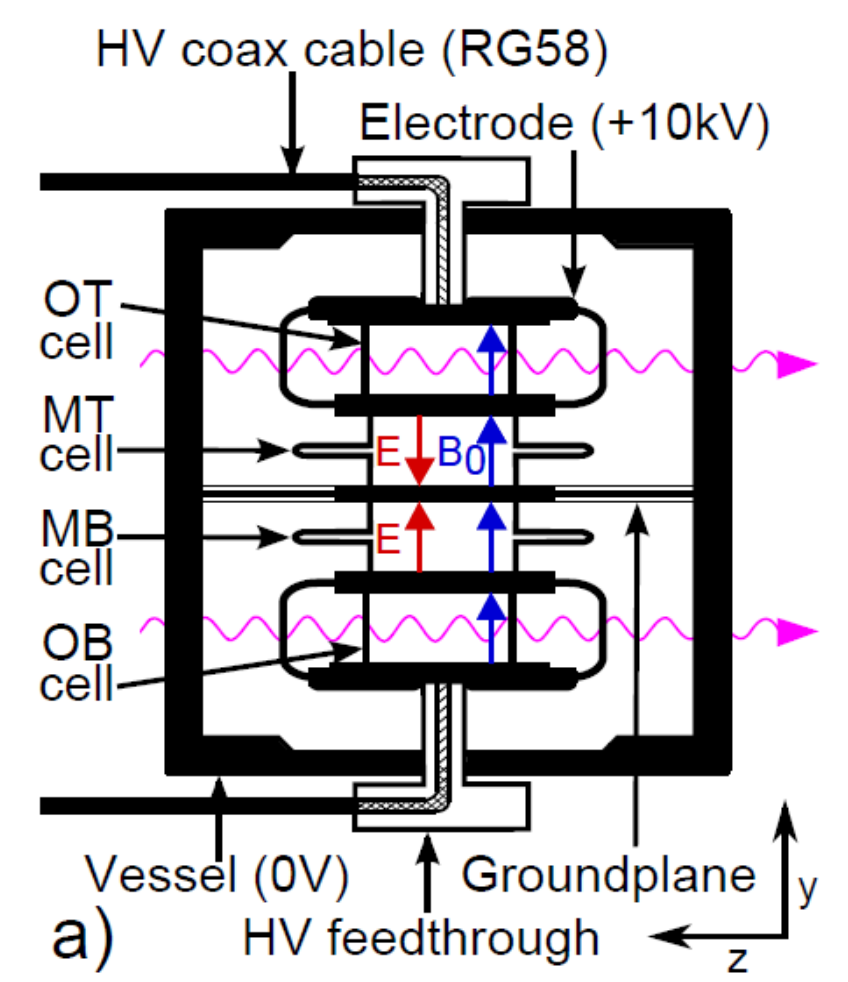 HV coax cable (RG58)
Electrode (+10kV)
OT
cell
MT
cell
E
B0
MB
cell
E
OB
cell
Vessel (0V)
Groundplane
y
a)
HV feedthrough
z